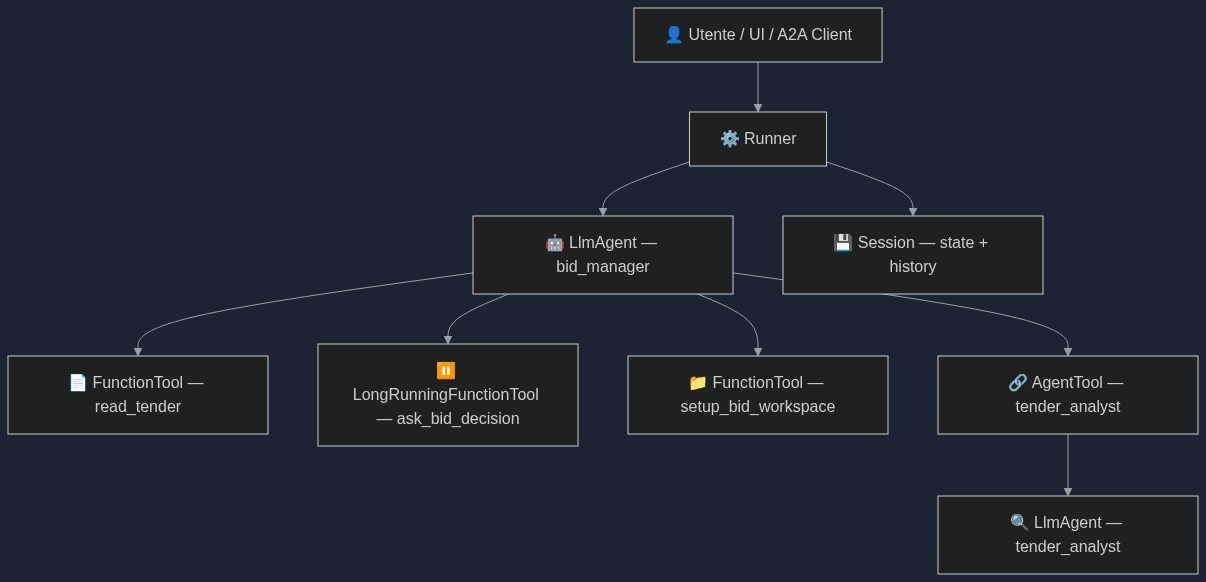 👤 Utente / UI / A2A Client
⚙️ Runner
🤖 LlmAgent —
bid_manager
💾 Session — state +
history
📄 FunctionTool —
read_tender
⏸️
LongRunningFunctionTool
— ask_bid_decision
📁 FunctionTool —
setup_bid_workspace
🔗 AgentTool —
tender_analyst
🔍 LlmAgent —
tender_analyst